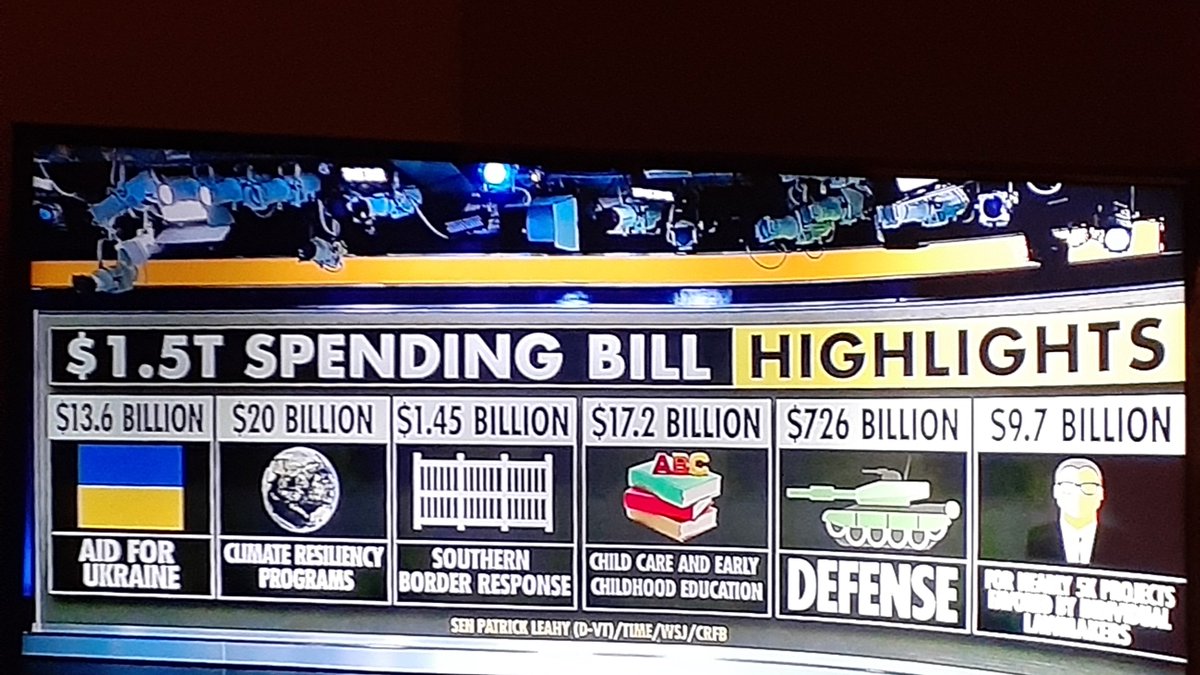 $1.5T SPENDING BILL HIGHLIGHTS
$13.6 BILLION
AID FOR
UKRAINE
$20 BILLION
CLIMATE RESILIENCY
PROGRAMS
$1.45 BILLION
SOUTHERN
BORDER RESPONSE
$17.2 BILLION
ABC
CHILD CARE AND EARLY
CHILDHOOD EDUCATION
$726 BILLION
DEFENSE
$9.7 BILLION
FOR NEARLY 5K PROJECTS
BY INDIVIDUAL
LAWMAKERS
SEN PATRICK LEAHY (D-VT)/TIME/WSJ/CRFB